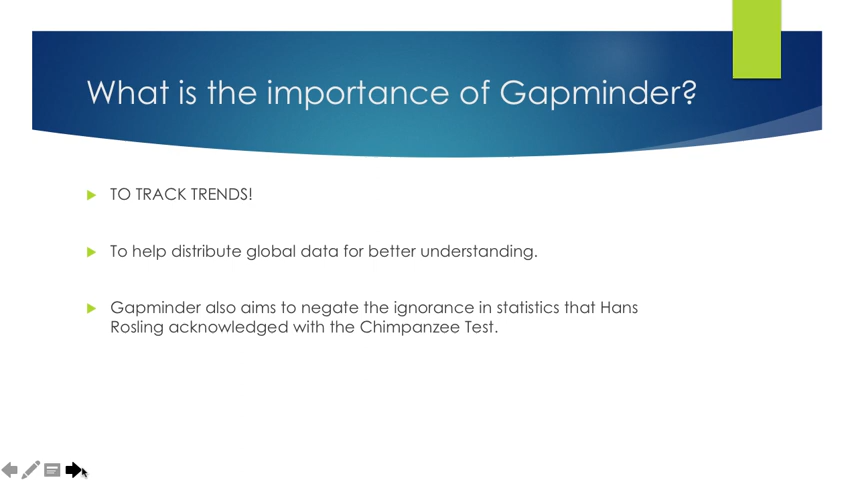 What is the importance of Gapminder?
TO TRACK TRENDS!
To help distribute global data for better understanding.
Gapminder also aims to negate the ignorance in statistics that Hans
Rosling acknowledged with the Chimpanzee Test.